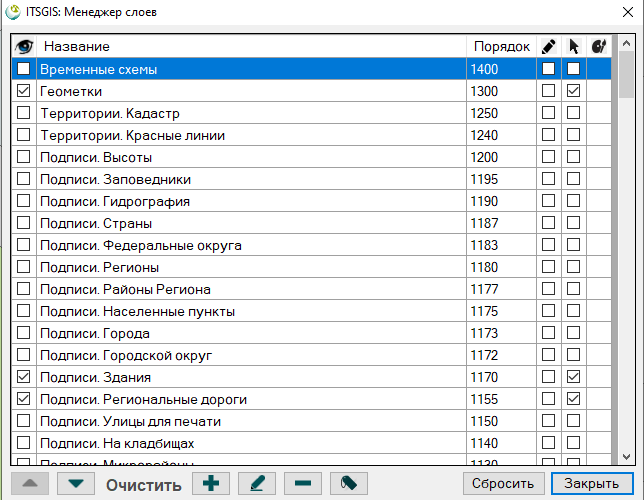 ITSGIS: Менеджер слоев
Название Порядок
Временные схемы 1400
Геометки 1300
Территории. Кадастр 1250
Территории. Красные линии 1240
Подписи. Высоты 1200
Подписи. Заповедники 1195
Подписи. Гидрография 1190
Подписи. Страны 1187
Подписи. Федеральные округа 1183
Подписи. Регионы 1180
Подписи. Районы Региона 1177
Подписи. Населенные пункты 1175
Подписи. Города 1173
Подписи. Городской округ 1172
Подписи. Здания 1170
Подписи. Региональные дороги 1155
Подписи. Улицы для печати 1150
Подписи. На кладбищах 1140
Подписи. Микрорайоны 1130
Очистить Сбросить Закрыть